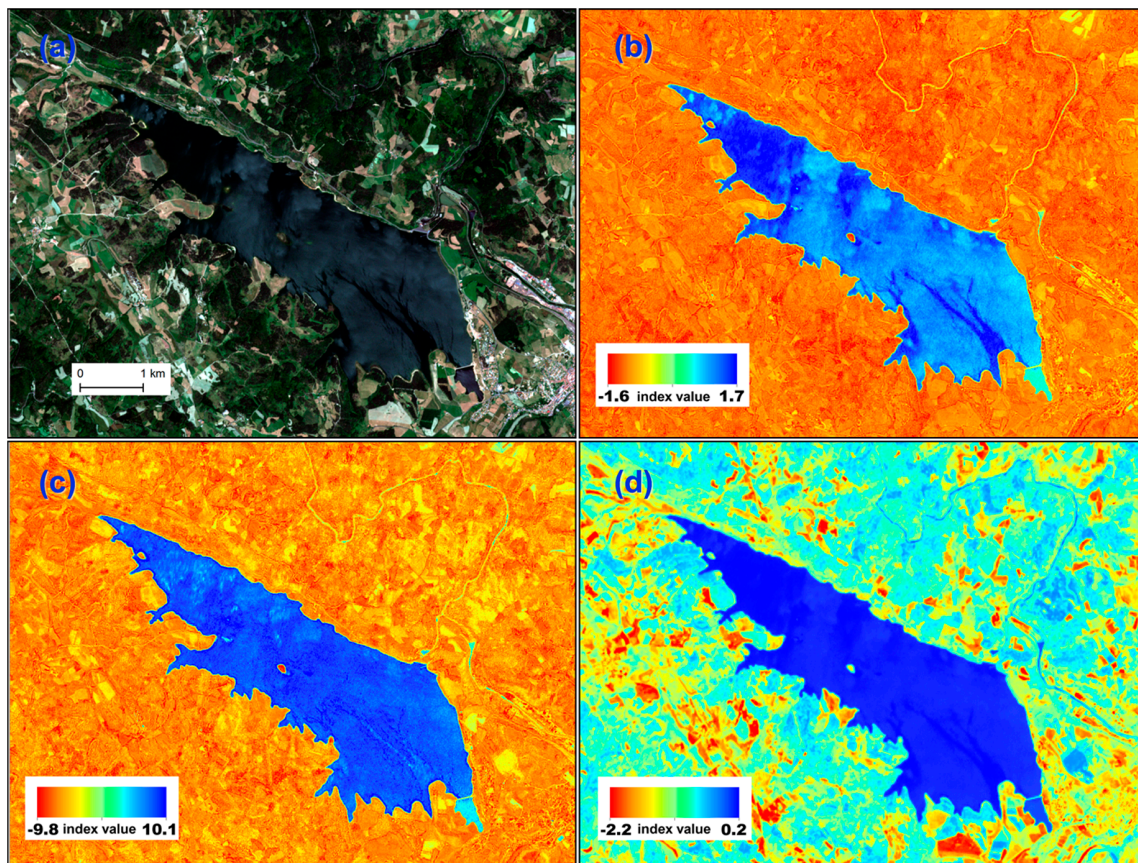 (a)
0 1 km
(b)
-1.6 index value 1.7
(c)
-9.8 index value 10.1
(d)
-2.2 index value 0.2